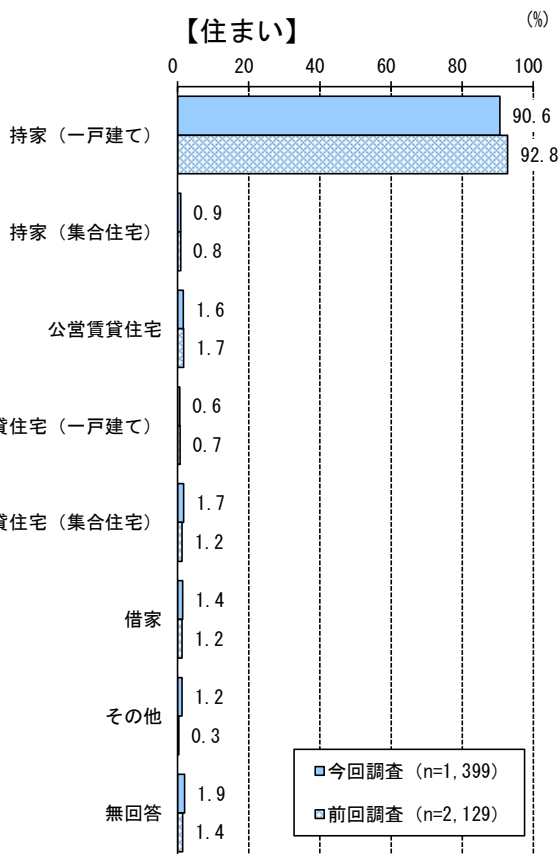 【住まい】
(%)
0 20 40 60 80 100
持家（一戸建て）
90.6
92.8
持家（集合住宅）
0.9
0.8
公営賃貸住宅
1.6
1.7
貸住宅（一戸建て）
0.6
0.7
貸住宅（集合住宅）
1.7
1.2
借家
1.4
1.2
その他
1.2
0.3
無回答
1.9
1.4
今回調査（n=1,399）
前回調査（n=2,129）